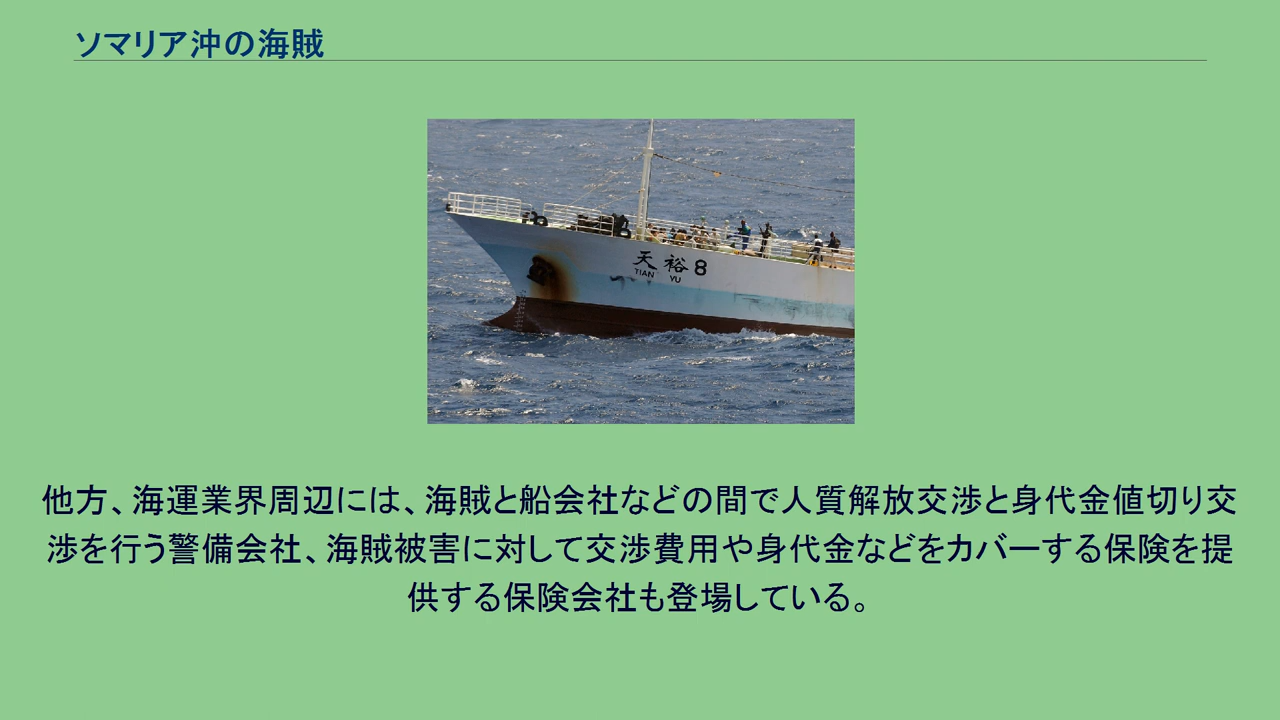 ソマリア沖の海賊
天裕8
TIAN YU
他方、海運業界周辺には、海賊と船会社などの間で人質解放交渉と身代金値切り交
渉を行う警備会社、海賊被害に対して交渉費用や身代金などをカバーする保険を提
供する保険会社も登場している。